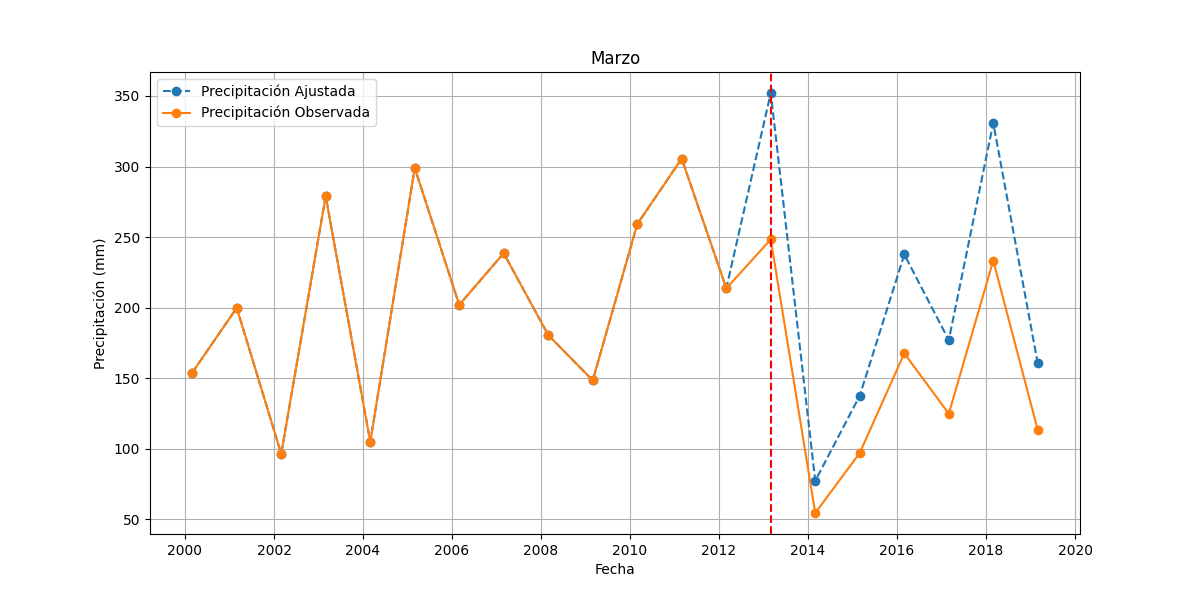 Marzo
Precipitación Ajustada
Precipitación Observada
Precipitación (mm)
350
300
250
200
150
100
50
2000 2002 2004 2006 2008 2010 2012 2014 2016 2018 2020
Fecha